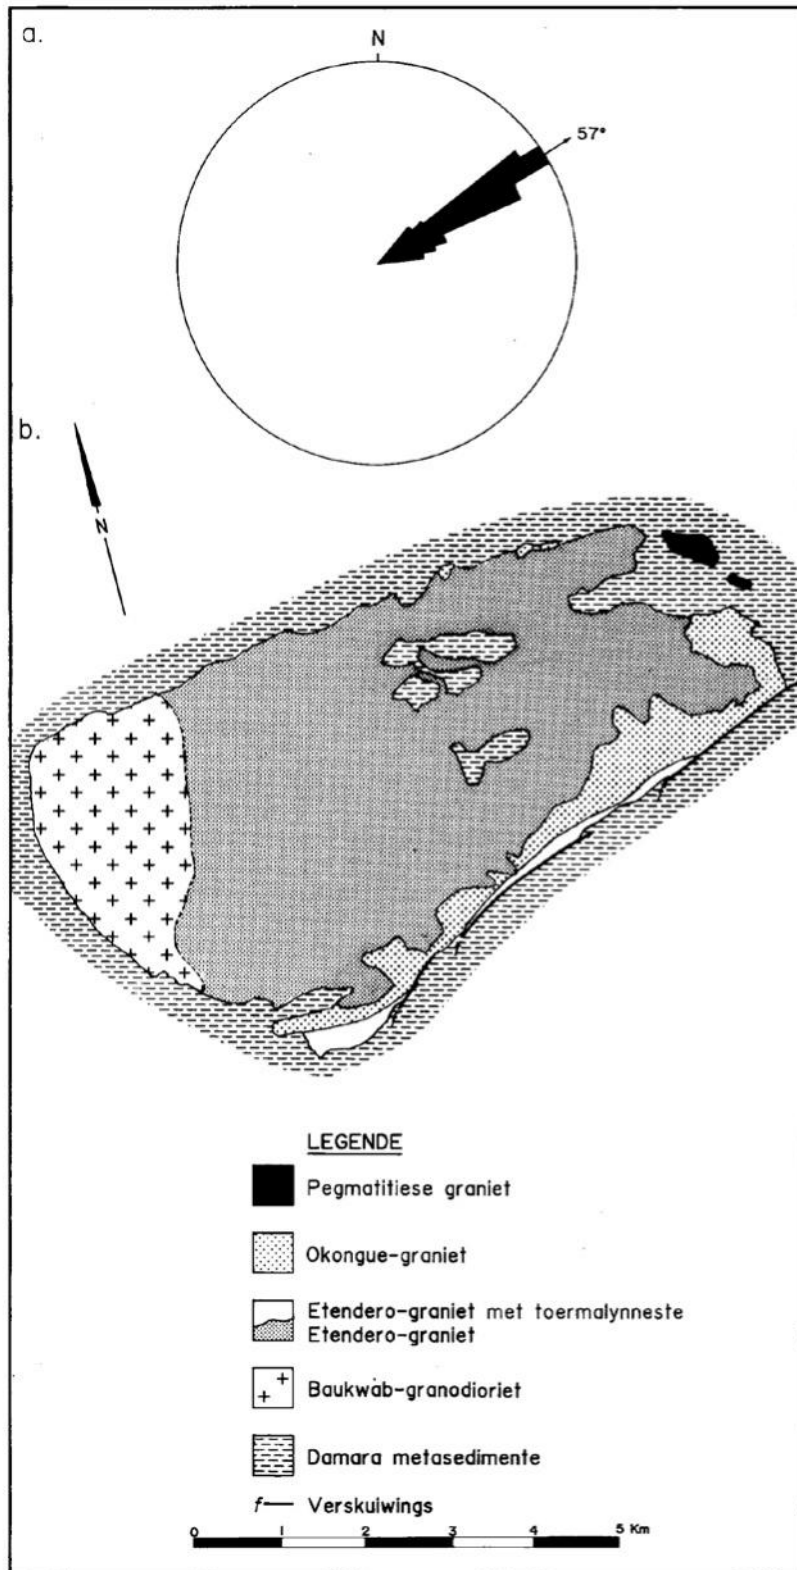 a.
N
57°
b.
N
LEGENDE
Pegmatitiese graniet
Okongue-graniet
Etendero-graniet met toermalynneste
Etendero-graniet
Baukwab-granodioriet
Damara metasedimente
f— Verskuiwings
0 1 2 3 4 5 Km